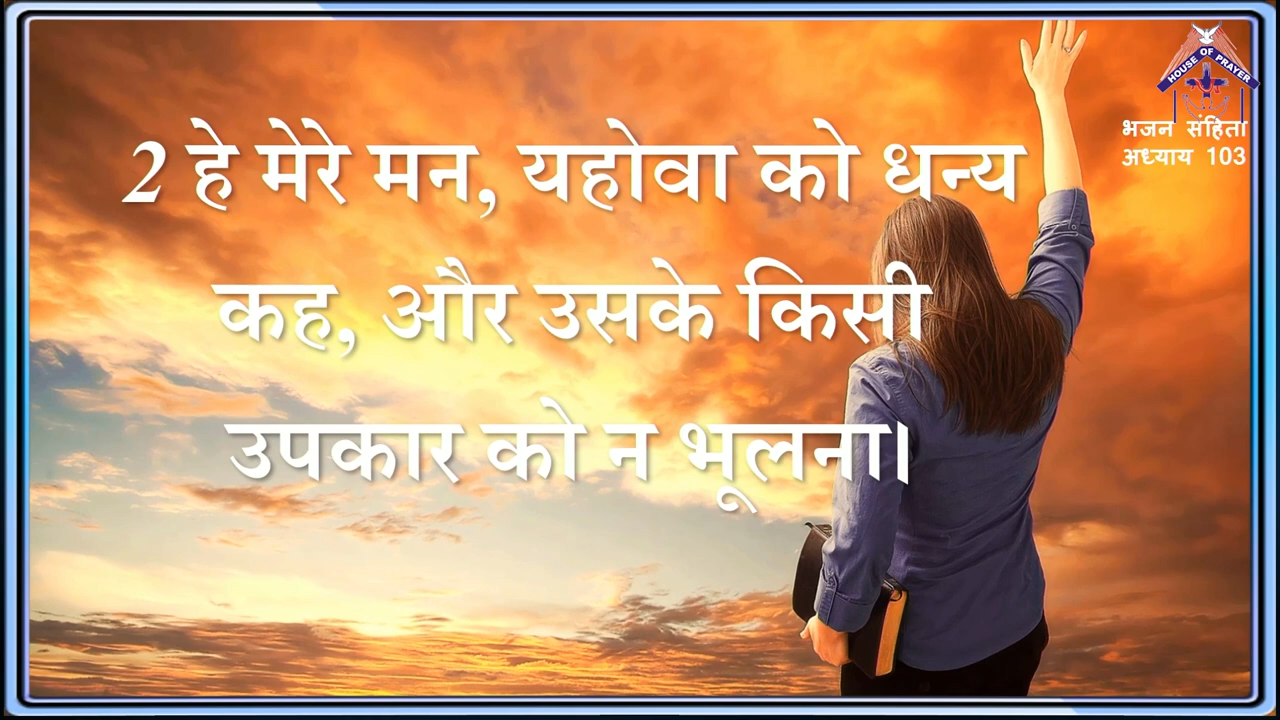 HOUSE OF PRAYER
भजन संहिता
अध्याय 103
2 हे मेरे मन, यहोवा को धन्य
कह, और उसके किसी
उपकार को न भूलना।